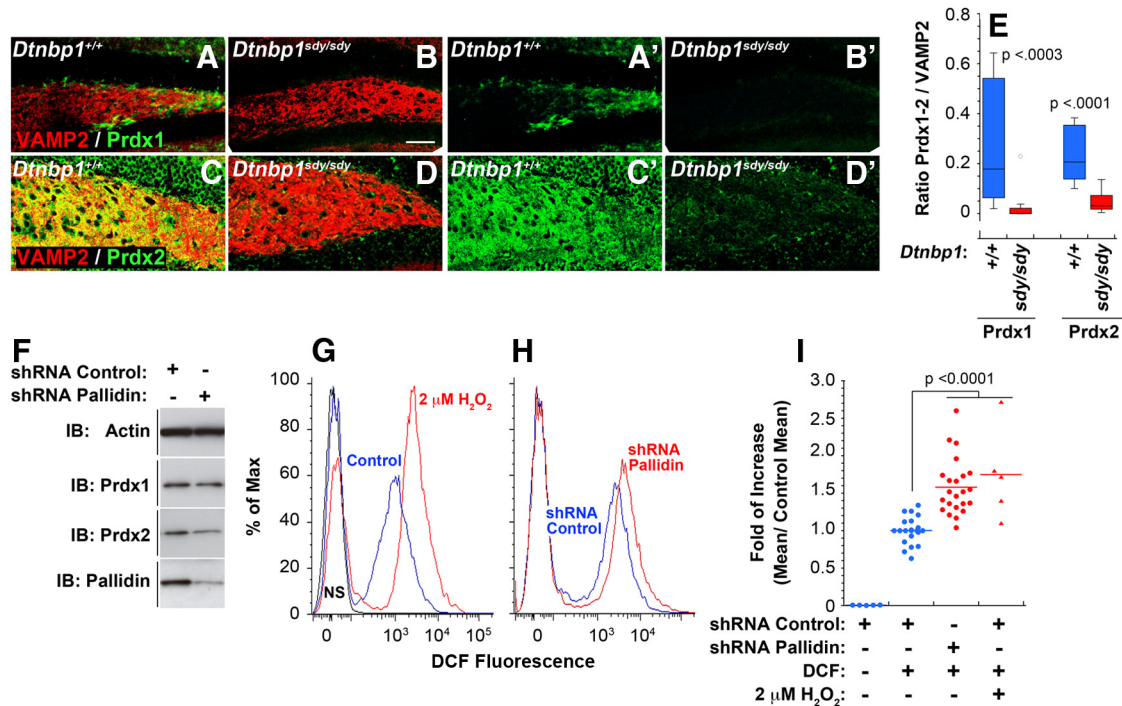 Dtnbp1+/+
A
VAMP2 / Prdx1
Dtnbp1sdy/sdy
B
Dtnbp1+/+
A'
Dtnbp1sdy/sdy
B'
Dtnbp1+/+
C
VAMP2 / Prdx2
Dtnbp1sdy/sdy
D
Dtnbp1+/+
C'
Dtnbp1sdy/sdy
D'
E
Ratio Prdx1-2 / VAMP2
0.8
0.6
0.4
0.2
0
p <.0003
p <.0001
Dtnbp1: +/+ sdy/sdy +/+ sdy/sdy
Prdx1 Prdx2
F
shRNA Control: + -
shRNA Pallidin: - +
IB: Actin
IB: Prdx1
IB: Prdx2
IB: Pallidin
G
% of Max
100
80
60
40
20
0
2 μM H2O2
Control
NS
0 10³ 10⁴ 10⁵
H
shRNA
Pallidin
shRNA
Control
0 10³ 10⁴
DCF Fluorescence
I
Fold of Increase
(Mean/ Control Mean)
3.0
2.5
2.0
1.5
1.0
0.5
0
p <0.0001
shRNA Control: + + - +
shRNA Pallidin: - - + -
DCF: - + + +
2 μM H2O2 - - - +